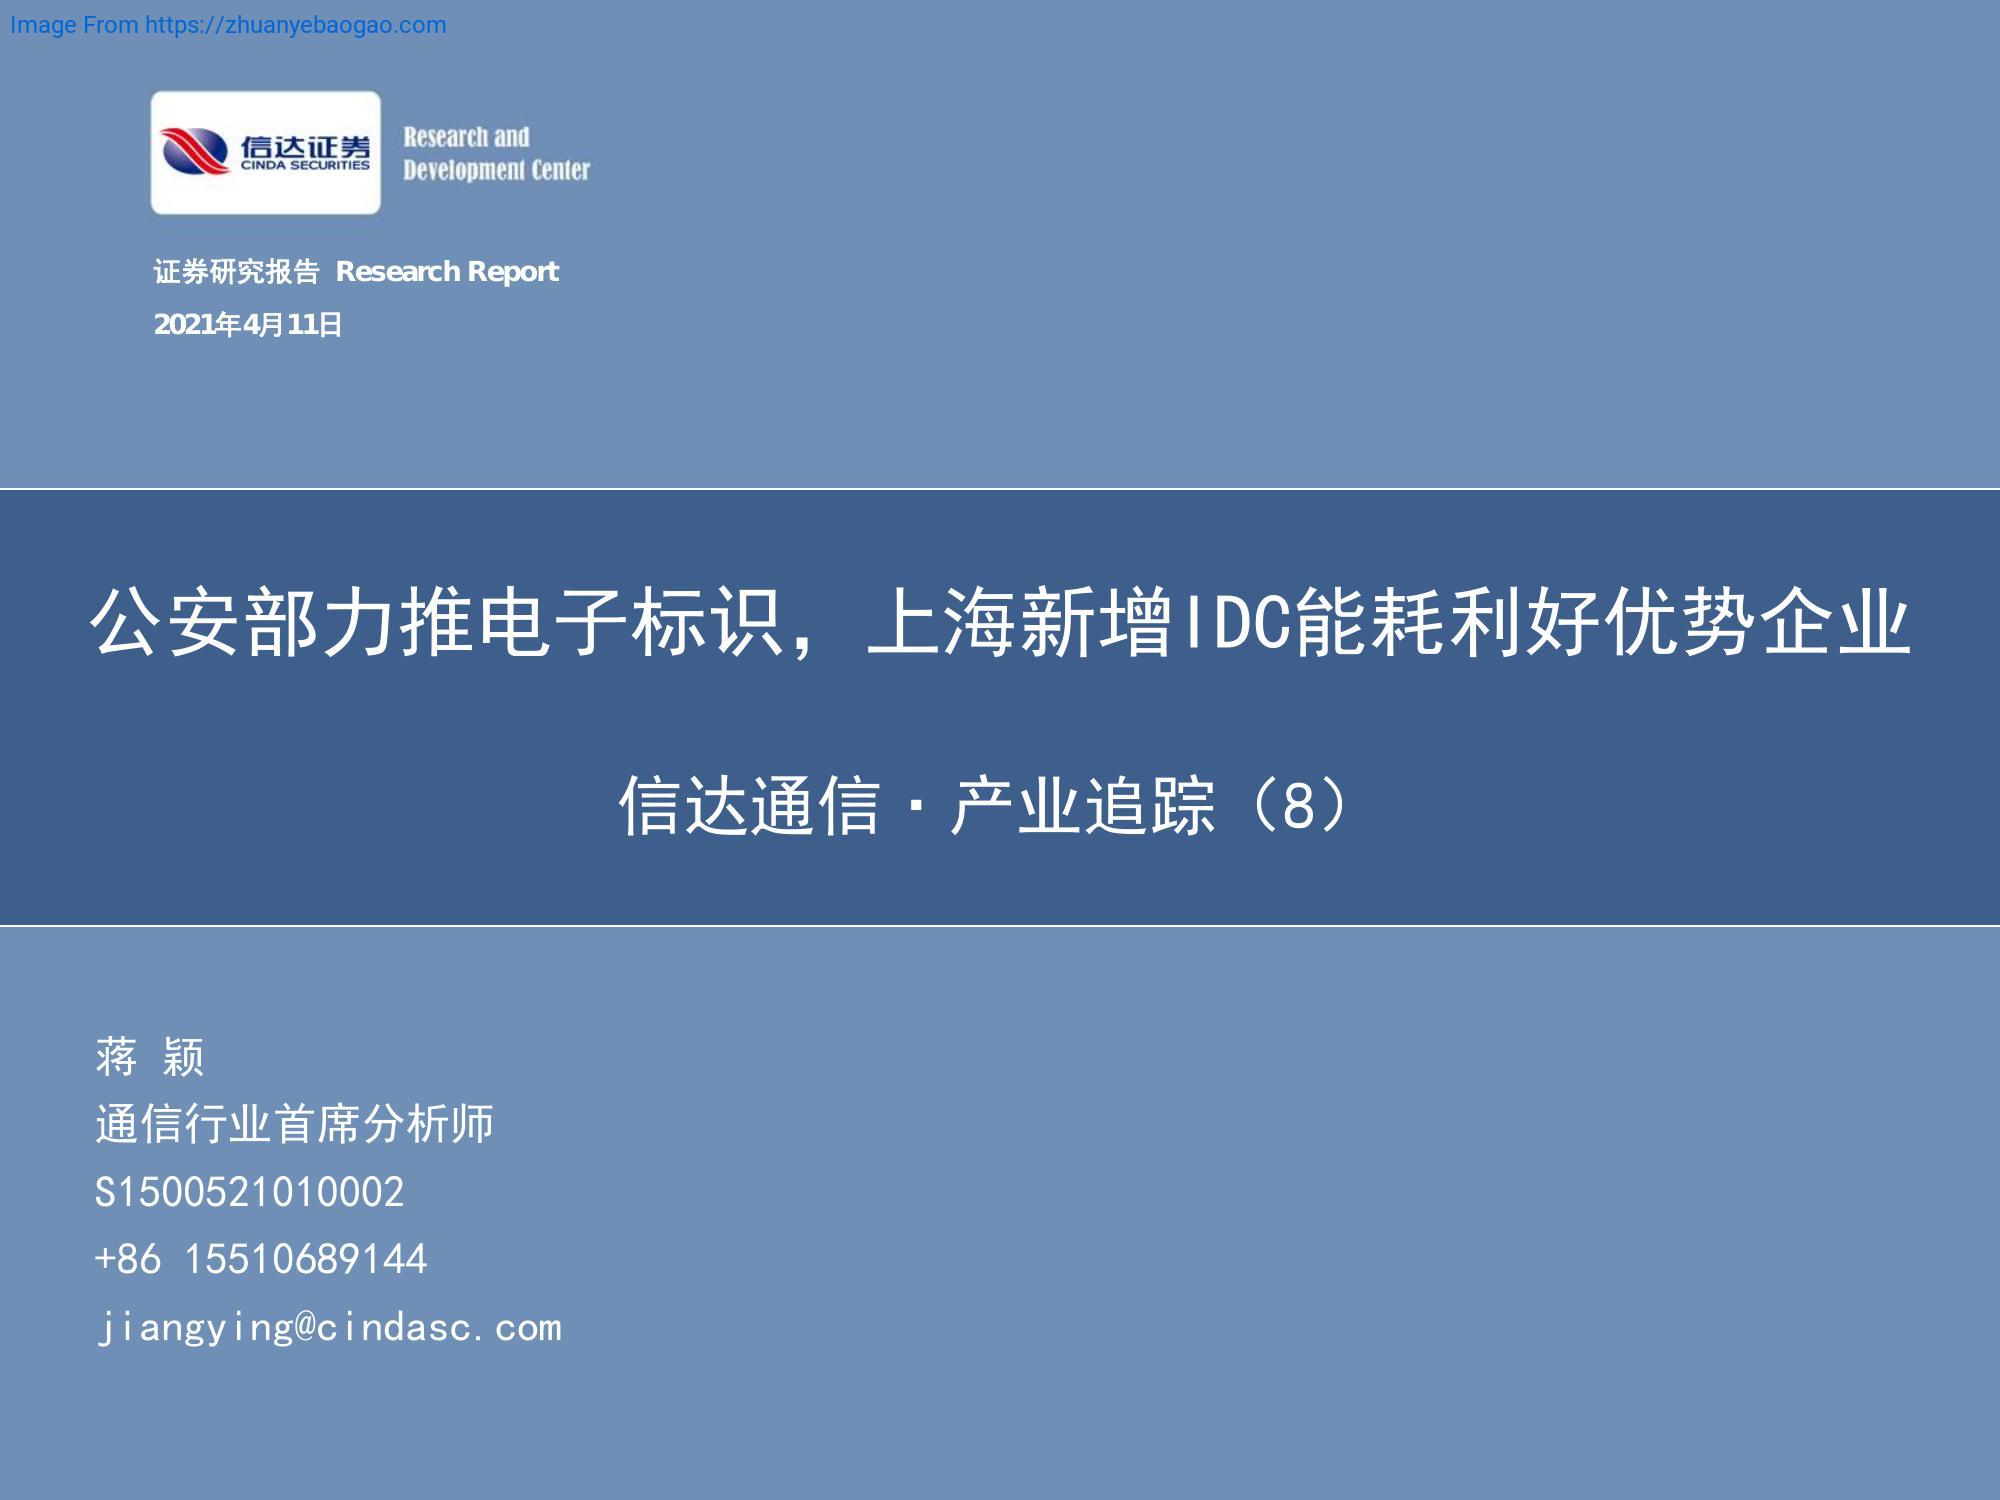 Image From https://zhuanyebaogao.com
信达证券
CINDA SECURITIES
Research and
Development Center
证券研究报告 Research Report
2021年4月11日
公安部力推电子标识，上海新增IDC能耗利好优势企业
信达通信·产业追踪（8）
蒋 颖
通信行业首席分析师
S1500521010002
+86 15510689144
jiangying@cindasc.com